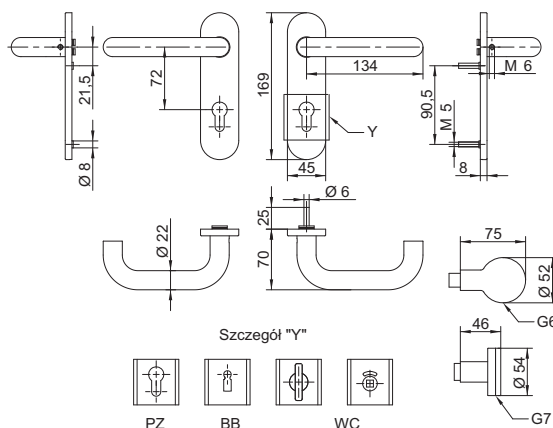 21,5
Ø 8
72
169
134
Y
45
90,5
M 6
M 5
8
Ø 22
25
Ø 6
70
75
Ø 52
G6
46
Ø 54
G7
Szczegół "Y"
PZ
BB
WC